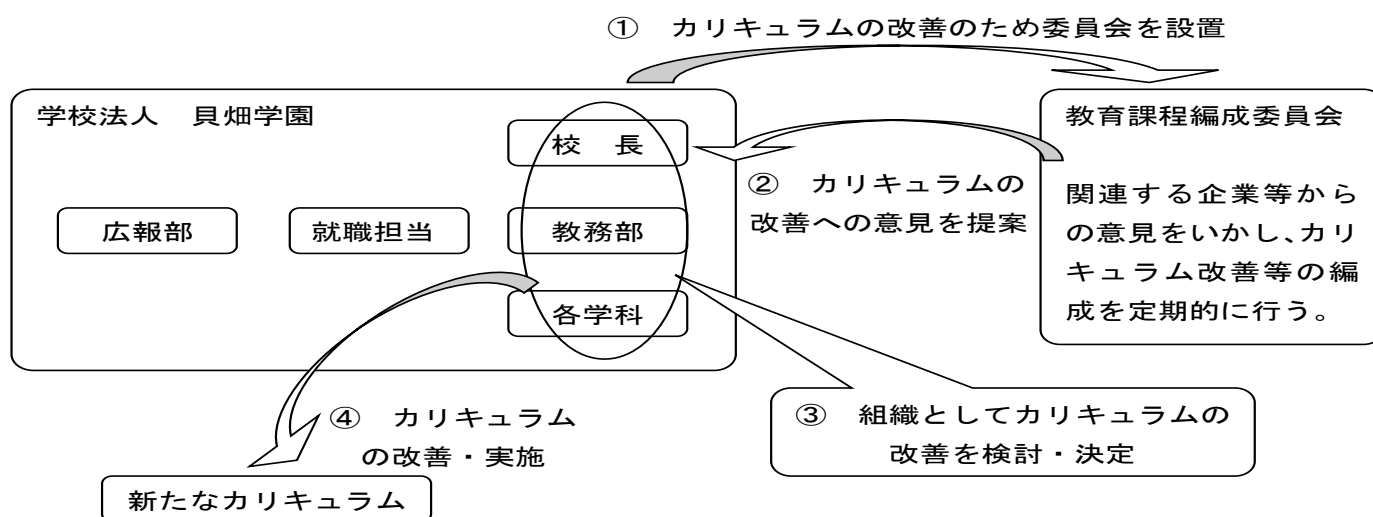 ① カリキュラムの改善のため委員会を設置
学校法人 貝畑学園
校 長
広報部
就職担当
教務部
各学科
教育課程編成委員会
関連する企業等から
の意見をいかし、カリ
キュラム改善等の編
成を定期的に行う。
② カリキュラムの
改善への意見を提案
③ 組織としてカリキュラムの
改善を検討・決定
④ カリキュラム
の改善・実施
新たなカリキュラム